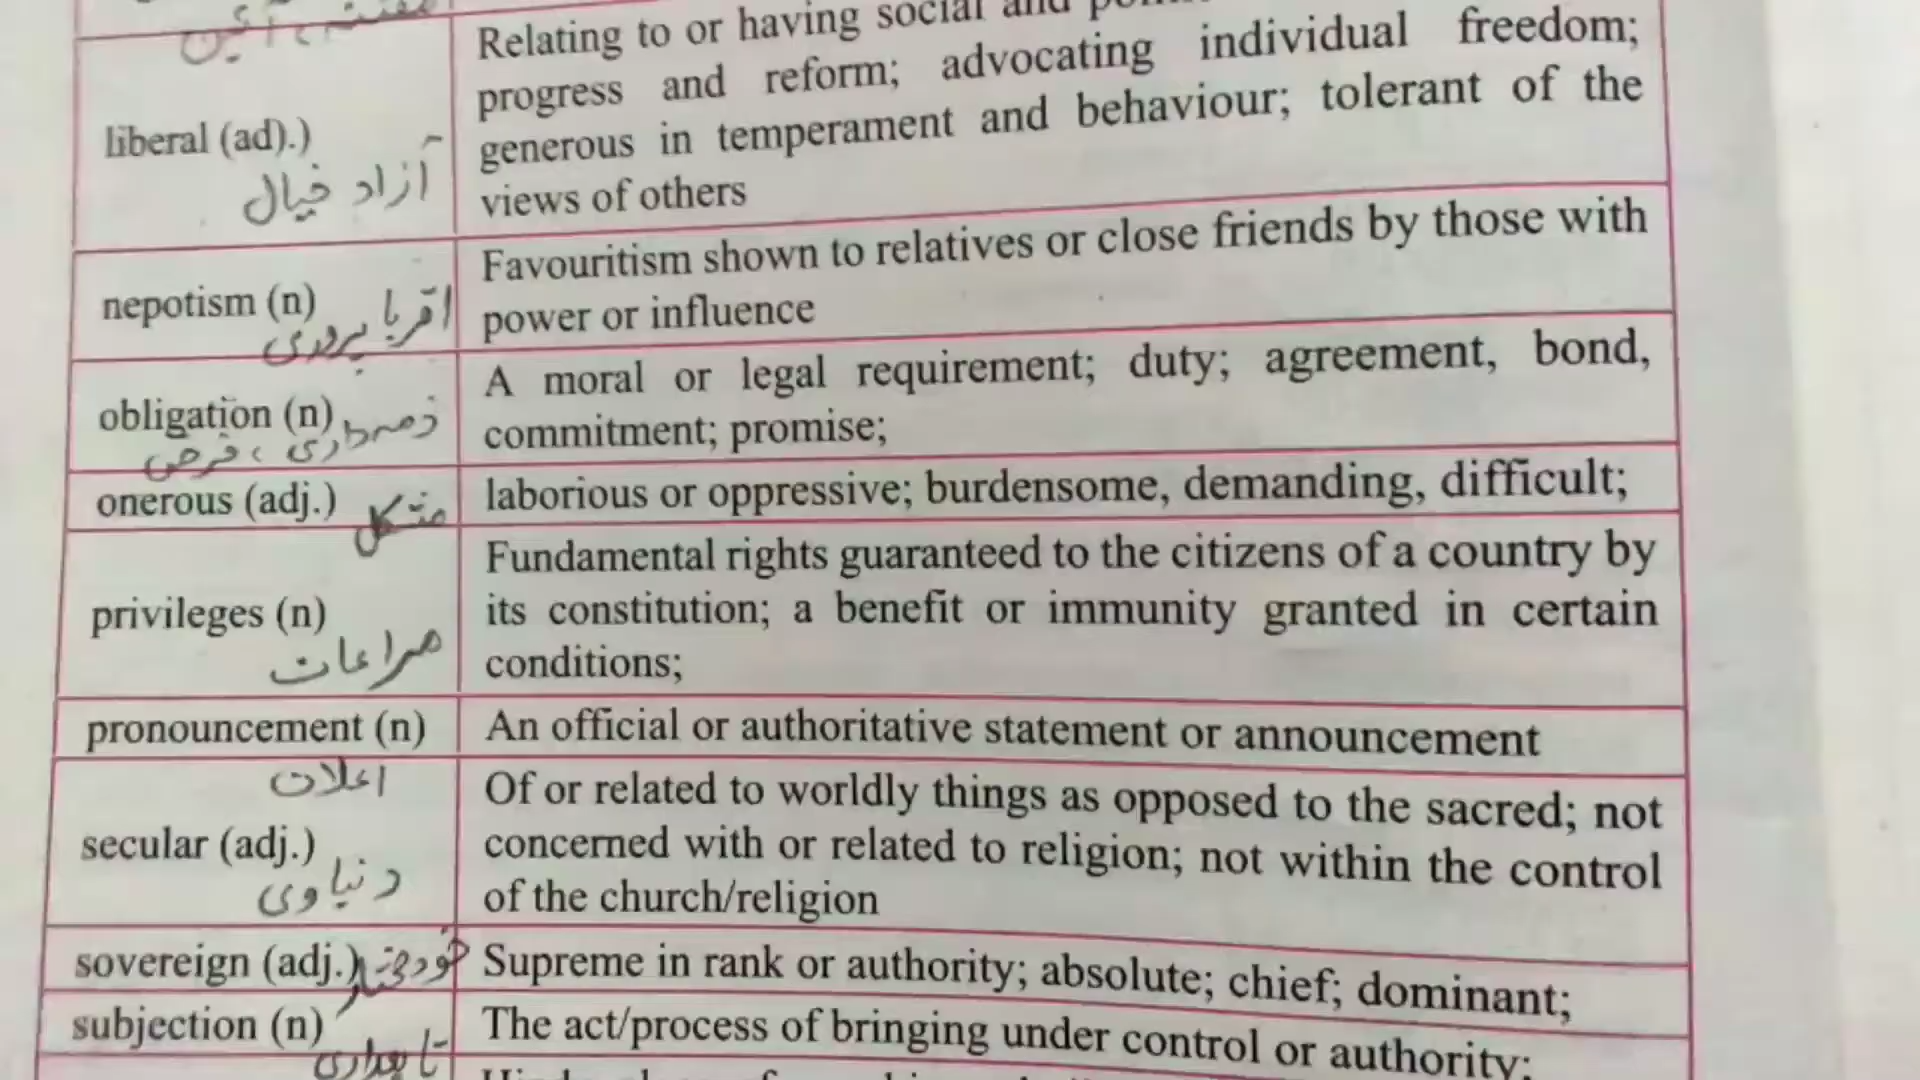 آئین
Relating to or having social and
progress and reform; advocating individual freedom;
liberal (ad).)
generous in temperament and behaviour; tolerant of the
آزاد خیال
views of others
nepotism (n)
اقربا پروری
Favouritism shown to relatives or close friends by those with
power or influence
obligation (n)
ذمہ داری، فرض
A moral or legal requirement; duty; agreement, bond,
commitment; promise;
onerous (adj.)
مشکل
laborious or oppressive; burdensome, demanding, difficult;
privileges (n)
مراعات
Fundamental rights guaranteed to the citizens of a country by
its constitution; a benefit or immunity granted in certain
conditions;
pronouncement (n)
An official or authoritative statement or announcement
اعلان
secular (adj.)
دنیاوی
Of or related to worldly things as opposed to the sacred; not
concerned with or related to religion; not within the control
of the church/religion
sovereign (adj.)
خودمختار
Supreme in rank or authority; absolute; chief; dominant;
subjection (n)
تابعداری
The act/process of bringing under control or authority;